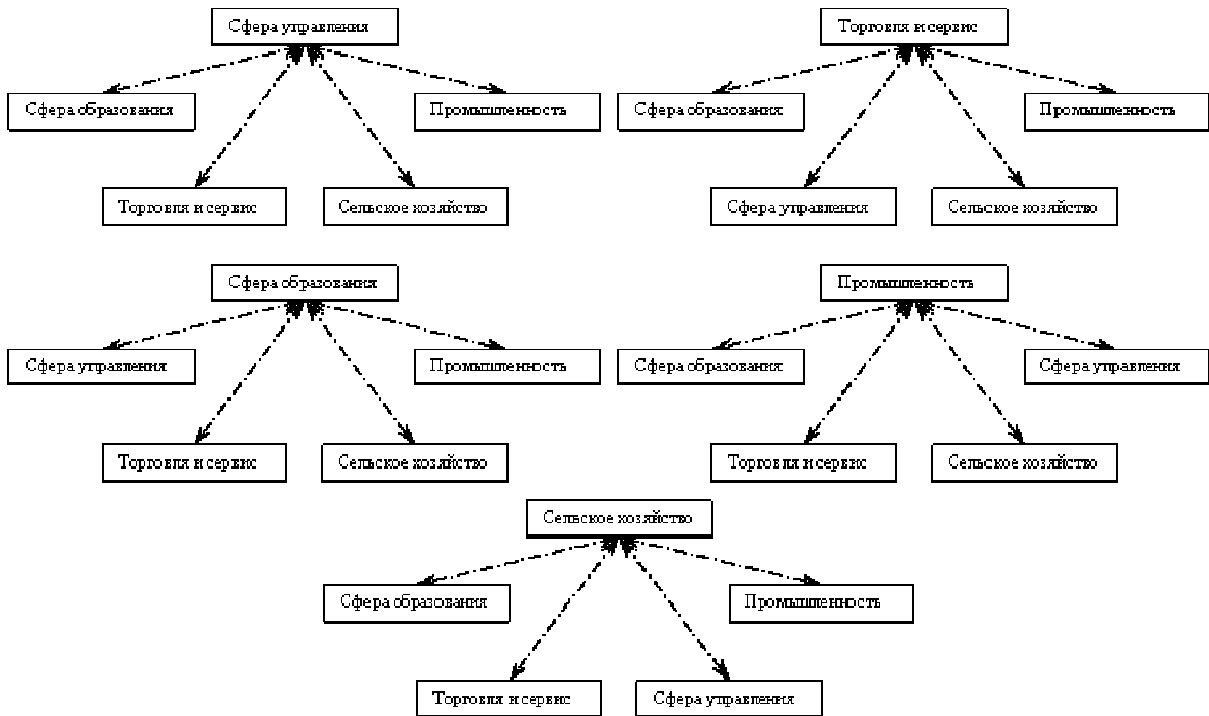 Сфера управления
Сфера образования
Промышленность
Торговля и сервис
Сельское хозяйство
Торговля и сервис
Сфера образования
Промышленность
Сфера управления
Сельское хозяйство
Сфера образования
Сфера управления
Промышленность
Торговля и сервис
Сельское хозяйство
Промышленность
Сфера образования
Сфера управления
Торговля и сервис
Сельское хозяйство
Сельское хозяйство
Сфера образования
Промышленность
Торговля и сервис
Сфера управления